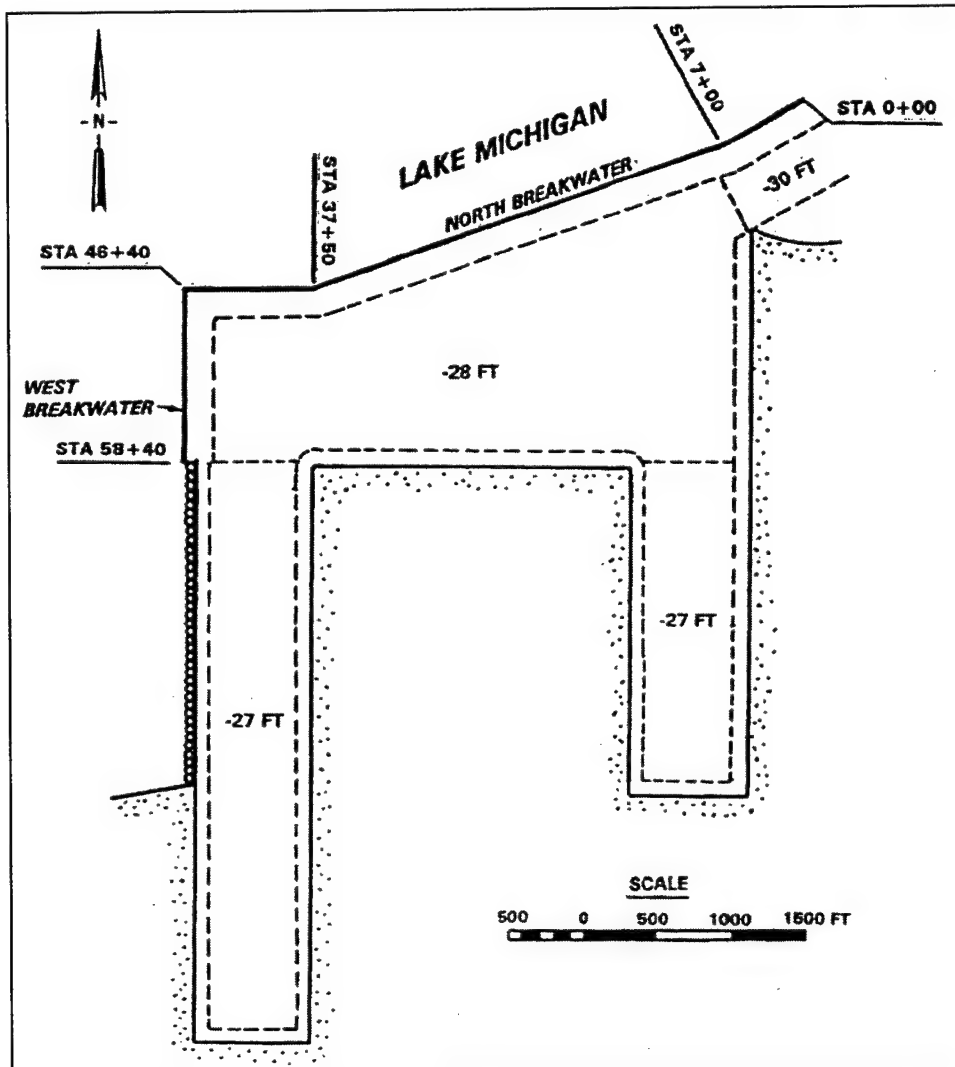 -N-
STA 7+00
STA 0+00
LAKE MICHIGAN
NORTH BREAKWATER
-30 FT
STA 37+50
STA 46+40
-28 FT
WEST
BREAKWATER
STA 58+40
-27 FT
-27 FT
SCALE
500 0 500 1000 1500 FT